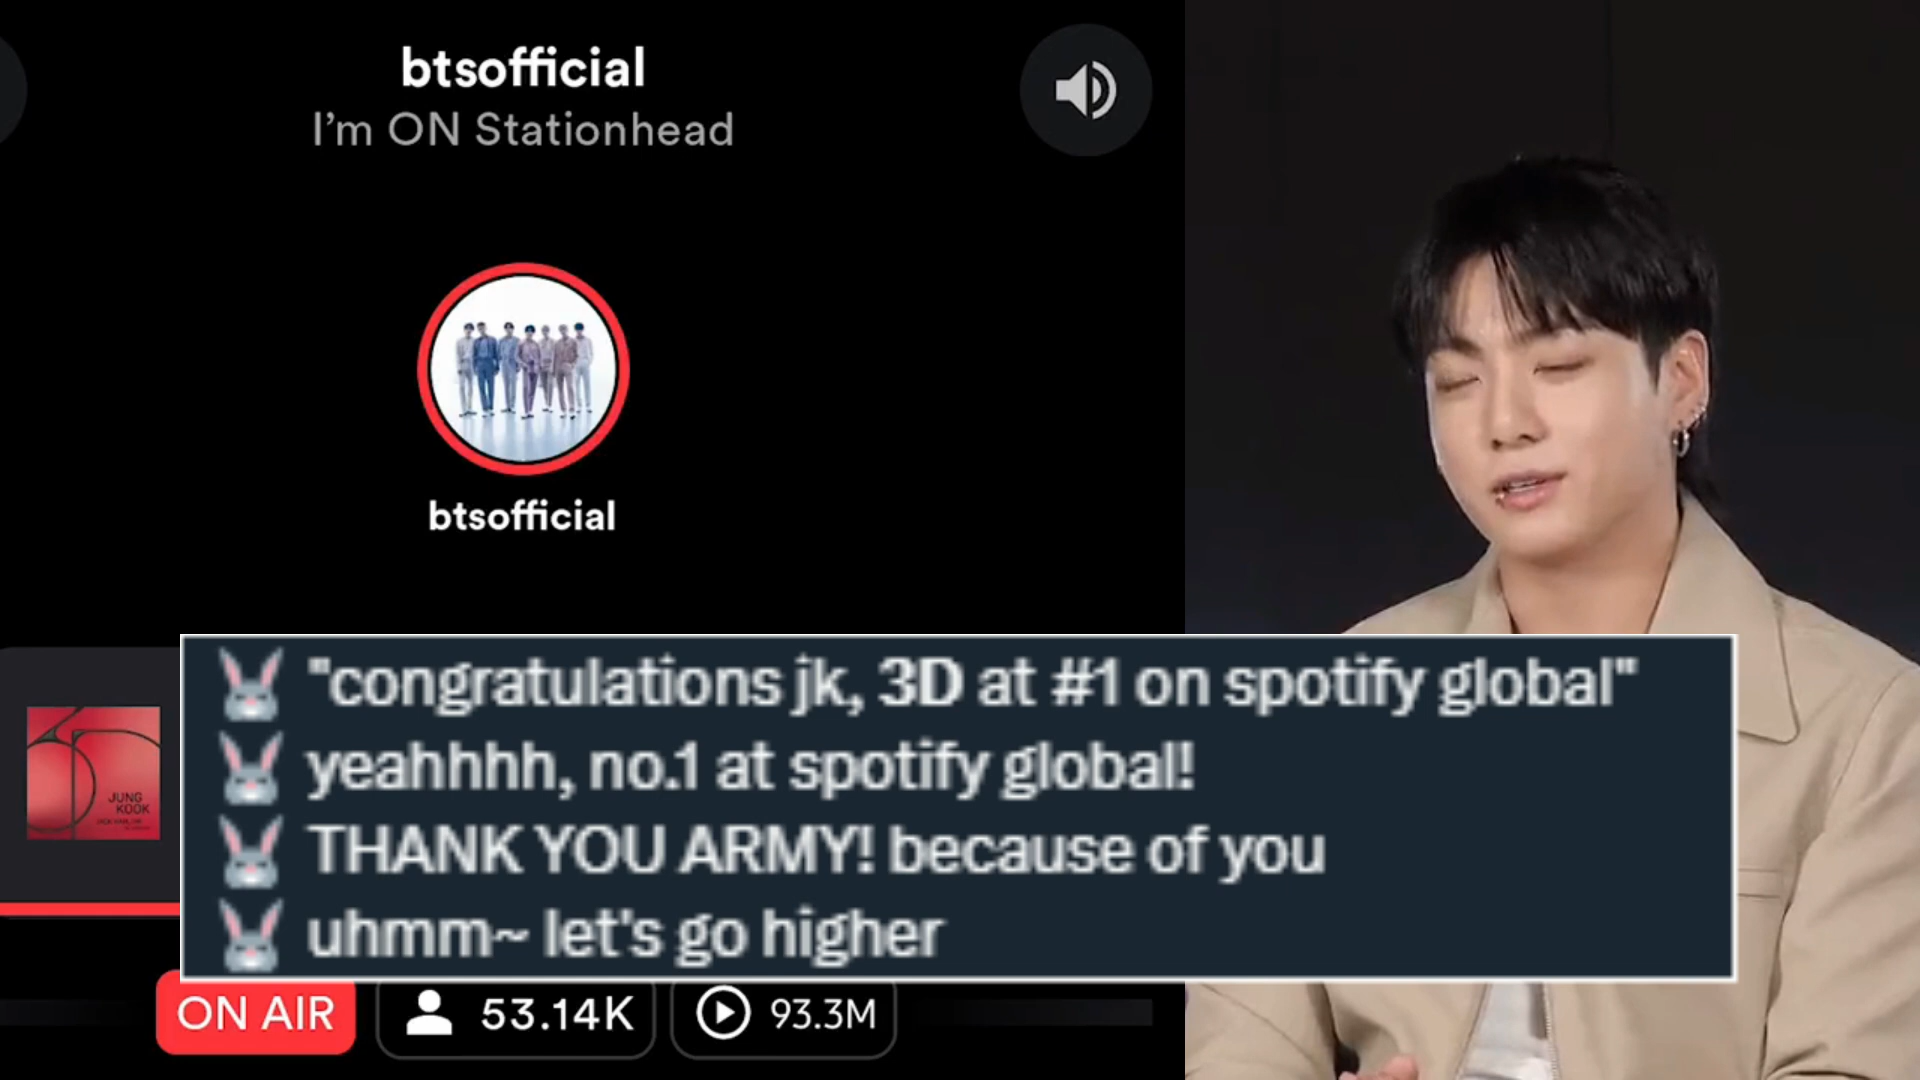 btsofficial
I'm ON Stationhead
btsofficial
JUNG
KOOK
"congratulations jk, 3D at #1 on spotify global"
yeahhhh, no.1 at spotify global!
THANK YOU ARMY! because of you
uhmm~ let's go higher
ON AIR
53.14K
93.3M